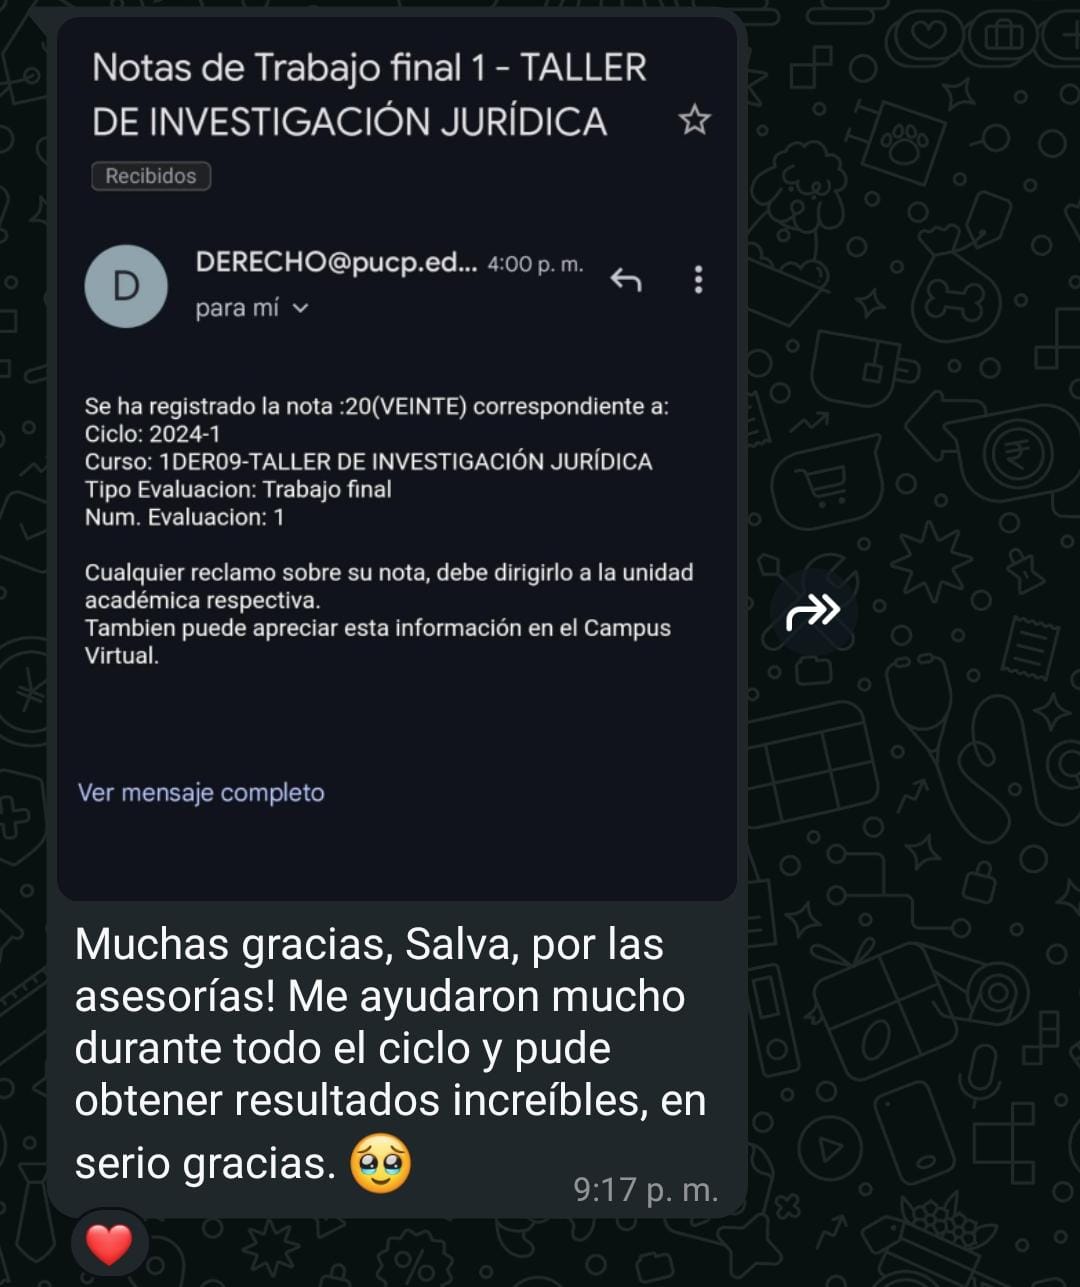 Notas de Trabajo final 1 - TALLER
DE INVESTIGACIÓN JURÍDICA
Recibidos
D
DERECHO@pucp.ed... 4:00 p. m.
para mí
Se ha registrado la nota :20(VEINTE) correspondiente a:
Ciclo: 2024-1
Curso: 1DER09-TALLER DE INVESTIGACIÓN JURÍDICA
Tipo Evaluacion: Trabajo final
Num. Evaluacion: 1
Cualquier reclamo sobre su nota, debe dirigirlo a la unidad
académica respectiva.
Tambien puede apreciar esta información en el Campus
Virtual.
Ver mensaje completo
Muchas gracias, Salva, por las
asesorías! Me ayudaron mucho
durante todo el ciclo y pude
obtener resultados increíbles, en
serio gracias. 🥹
9:17 p. m.